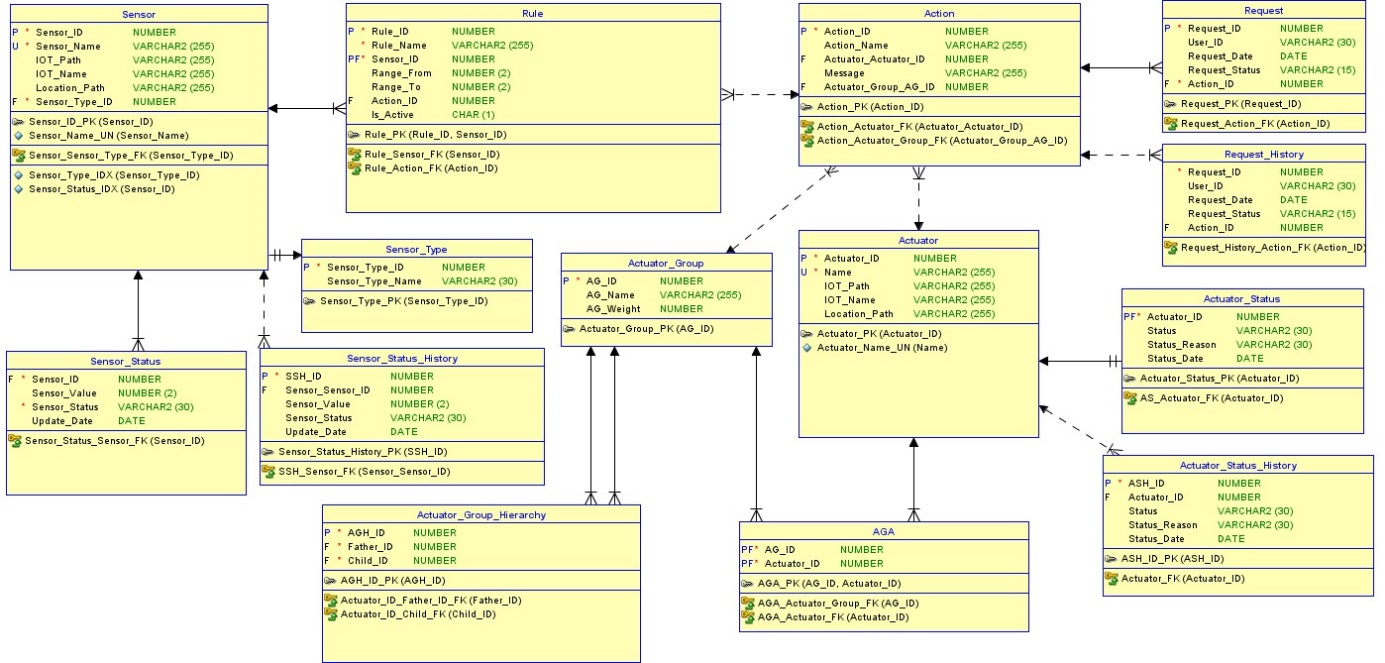 Sensor
P * Sensor_ID NUMBER
U * Sensor_Name VARCHAR2 (255)
IOT_Path VARCHAR2 (255)
IOT_Name VARCHAR2 (255)
Location_Path VARCHAR2 (255)
F * Sensor_Type_ID NUMBER
Sensor_ID_PK (Sensor_ID)
Sensor_Name_UN (Sensor_Name)
Sensor_Sensor_Type_FK (Sensor_Type_ID)
Sensor_Type_IDX (Sensor_Type_ID)
Sensor_Status_IDX (Sensor_ID)
Rule
P * Rule_ID NUMBER
* Rule_Name VARCHAR2 (255)
PF* Sensor_ID NUMBER
Range_From NUMBER (2)
Range_To NUMBER (2)
F Action_ID NUMBER
Is_Active CHAR (1)
Rule_PK (Rule_ID, Sensor_ID)
Rule_Sensor_FK (Sensor_ID)
Rule_Action_FK (Action_ID)
Action
P * Action_ID NUMBER
Action_Name VARCHAR2 (255)
F Actuator_Actuator_ID NUMBER
Message VARCHAR2 (255)
F Actuator_Group_AG_ID NUMBER
Action_PK (Action_ID)
Action_Actuator_FK (Actuator_Actuator_ID)
Action_Actuator_Group_FK (Actuator_Group_AG_ID)
Request
P * Request_ID NUMBER
User_ID VARCHAR2 (30)
Request_Date DATE
Request_Status VARCHAR2 (15)
F * Action_ID NUMBER
Request_PK (Request_ID)
Request_Action_FK (Action_ID)
Request_History
* Request_ID NUMBER
User_ID VARCHAR2 (30)
Request_Date DATE
Request_Status VARCHAR2 (15)
F Action_ID NUMBER
Request_History_Action_FK (Action_ID)
Sensor_Type
P * Sensor_Type_ID NUMBER
Sensor_Type_Name VARCHAR2 (30)
Sensor_Type_PK (Sensor_Type_ID)
Actuator_Group
P * AG_ID NUMBER
AG_Name VARCHAR2 (255)
AG_Weight NUMBER
Actuator_Group_PK (AG_ID)
Actuator
P * Actuator_ID NUMBER
U * Name VARCHAR2 (255)
IOT_Path VARCHAR2 (255)
IOT_Name VARCHAR2 (255)
Location_Path VARCHAR2 (255)
Actuator_PK (Actuator_ID)
Actuator_Name_UN (Name)
Actuator_Status
PF* Actuator_ID NUMBER
Status VARCHAR2 (30)
Status_Reason VARCHAR2 (30)
Status_Date DATE
Actuator_Status_PK (Actuator_ID)
AS_Actuator_FK (Actuator_ID)
Sensor_Status
F * Sensor_ID NUMBER
Sensor_Value NUMBER (2)
* Sensor_Status VARCHAR2 (30)
Update_Date DATE
Sensor_Status_Sensor_FK (Sensor_ID)
Sensor_Status_History
P * SSH_ID NUMBER
F Sensor_Sensor_ID NUMBER
Sensor_Value NUMBER (2)
Sensor_Status VARCHAR2 (30)
Update_Date DATE
Sensor_Status_History_PK (SSH_ID)
SSH_Sensor_FK (Sensor_Sensor_ID)
Actuator_Status_History
P * ASH_ID NUMBER
F Actuator_ID NUMBER
Status VARCHAR2 (30)
Status_Reason VARCHAR2 (30)
Status_Date DATE
ASH_ID_PK (ASH_ID)
Actuator_FK (Actuator_ID)
Actuator_Group_Hierarchy
P * AGH_ID NUMBER
F * Father_ID NUMBER
F * Child_ID NUMBER
AGH_ID_PK (AGH_ID)
Actuator_ID_Father_ID_FK (Father_ID)
Actuator_ID_Child_FK (Child_ID)
AGA
PF* AG_ID NUMBER
PF* Actuator_ID NUMBER
AGA_PK (AG_ID, Actuator_ID)
AGA_Actuator_Group_FK (AG_ID)
AGA_Actuator_FK (Actuator_ID)